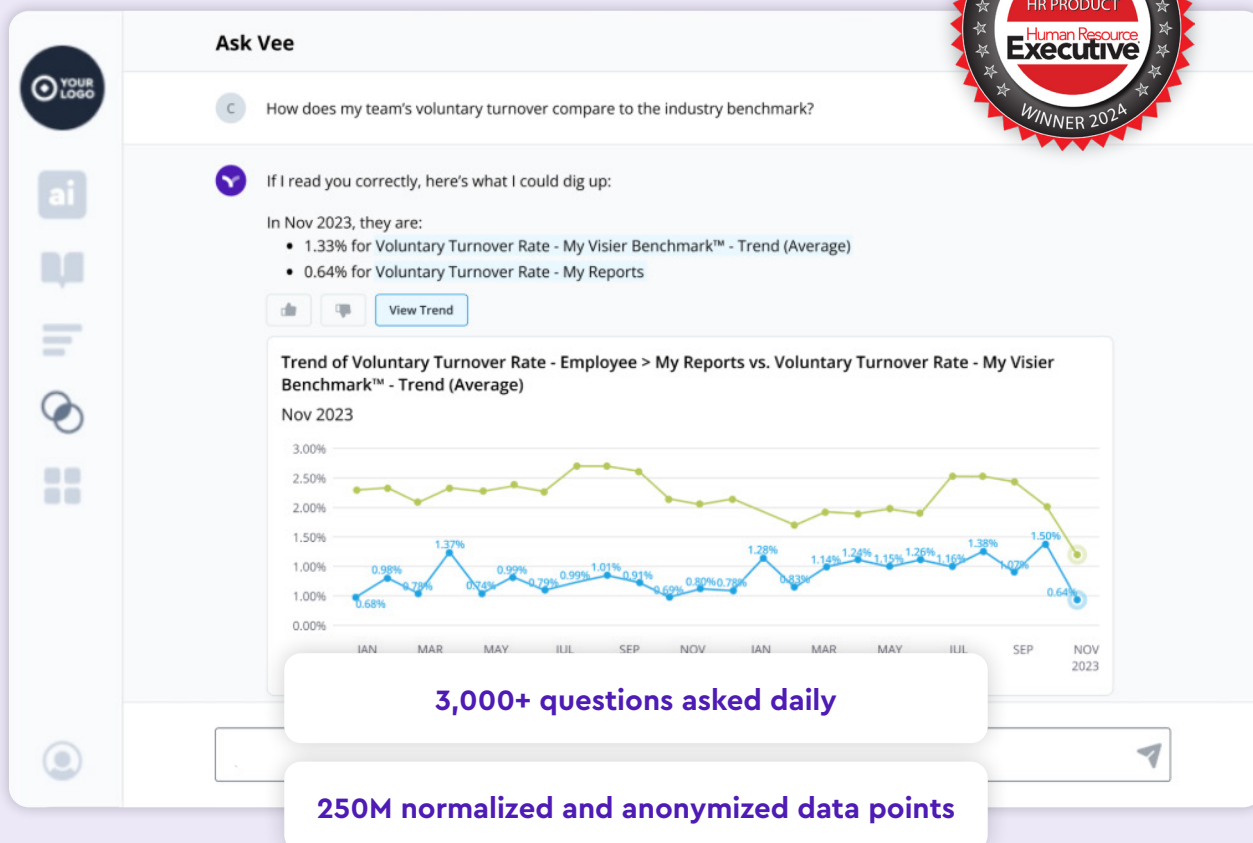 HR PRODUCT
Human Resource
Executive
WINNER 2024
YOUR
LOGO
Ask Vee
C
How does my team’s voluntary turnover compare to the industry benchmark?
ai
If I read you correctly, here’s what I could dig up:
In Nov 2023, they are:
• 1.33% for Voluntary Turnover Rate - My Visier Benchmark™ - Trend (Average)
• 0.64% for Voluntary Turnover Rate - My Reports
View Trend
Trend of Voluntary Turnover Rate - Employee > My Reports vs. Voluntary Turnover Rate - My Visier
Benchmark™ - Trend (Average)
Nov 2023
3.00%
2.50%
2.00%
1.50%
1.00%
1.00%
0.00%
0.68% 0.98% 0.78% 1.37% 0.74% 0.99% 0.79% 0.99% 1.01% 0.91% 0.69% 0.80% 0.78% 1.28% 0.83% 1.14% 1.24% 1.15% 1.26% 1.16% 1.38% 1.07% 1.50% 0.64%
JAN MAR MAY JUL SEP NOV JAN MAR MAY JUL SEP NOV
2023
3,000+ questions asked daily
250M normalized and anonymized data points